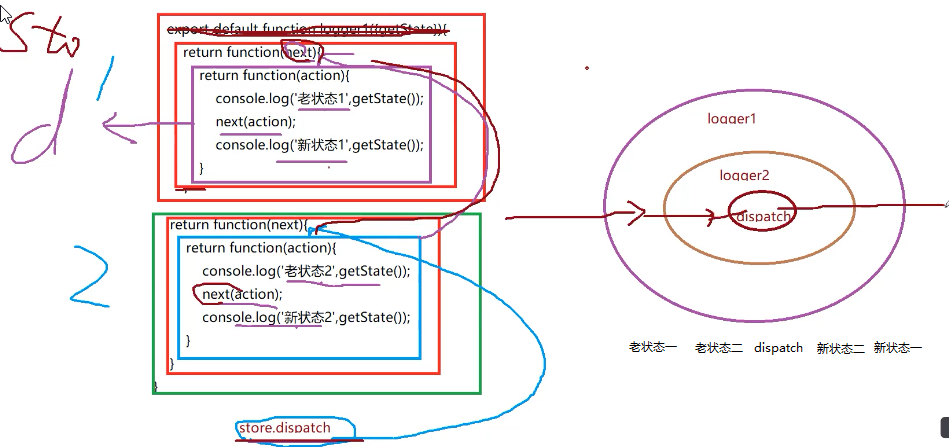 Sto
d'
export default function logger1({getState}){
return function(next){
return function(action){
console.log('老状态1',getState());
next(action);
console.log('新状态1',getState());
}
2
return function(next){
return function(action){
console.log('老状态2',getState());
next(action);
console.log('新状态2',getState());
}
}
}
store.dispatch
logger1
logger2
dispatch
老状态一 老状态二 dispatch 新状态二 新状态一